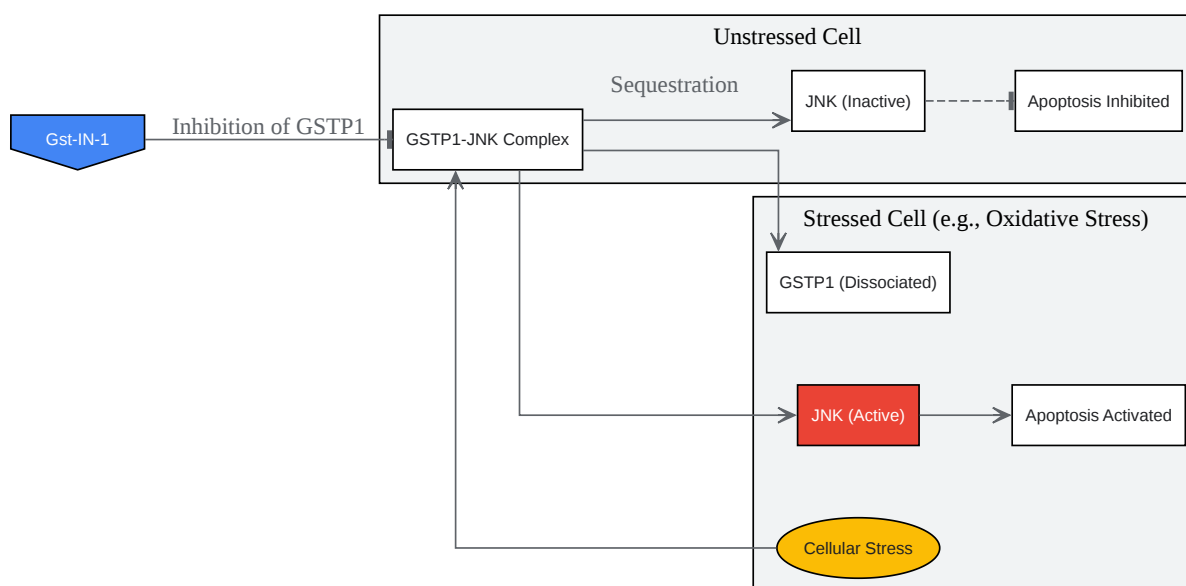 Unstressed Cell
Sequestration
JNK (Inactive)
Apoptosis Inhibited
Gst-IN-1
Inhibition of GSTP1
GSTP1-JNK Complex
Stressed Cell (e.g., Oxidative Stress)
GSTP1 (Dissociated)
JNK (Active)
Apoptosis Activated
Cellular Stress